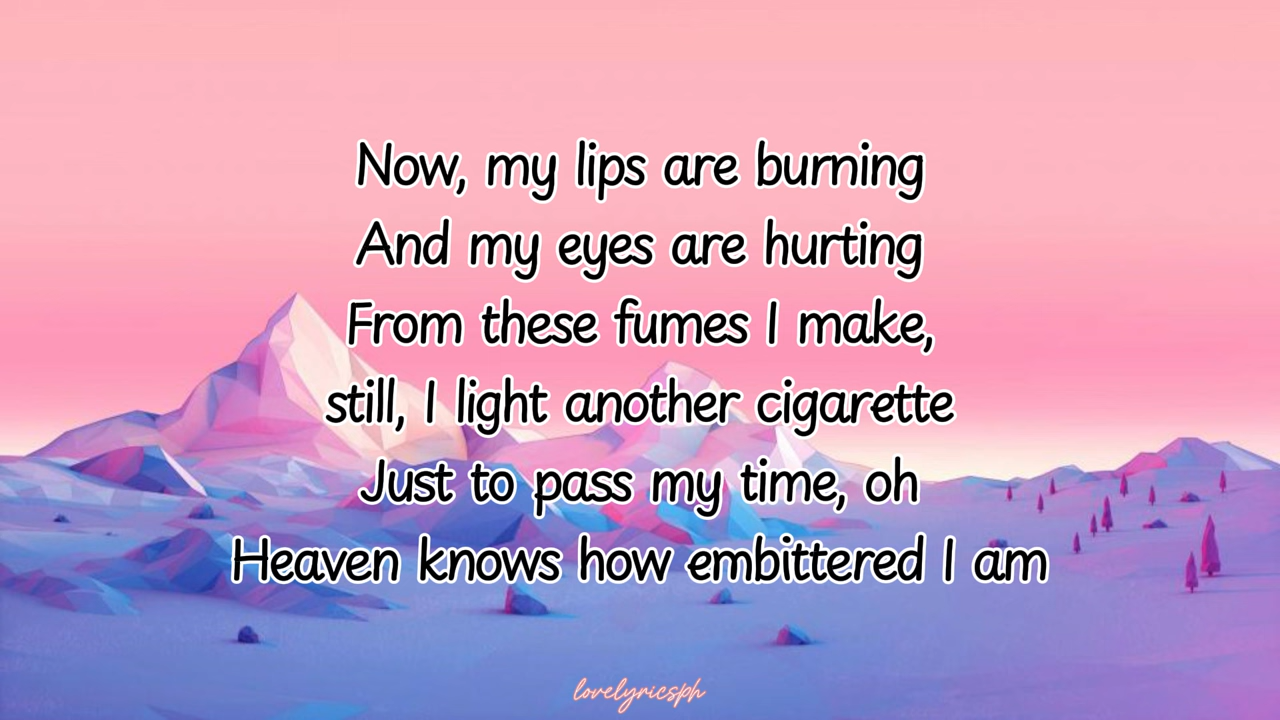 Now, my lips are burning
And my eyes are hurting
From these fumes I make,
still, I light another cigarette
Just to pass my time, oh
Heaven knows how embittered I am
lovelyricsph